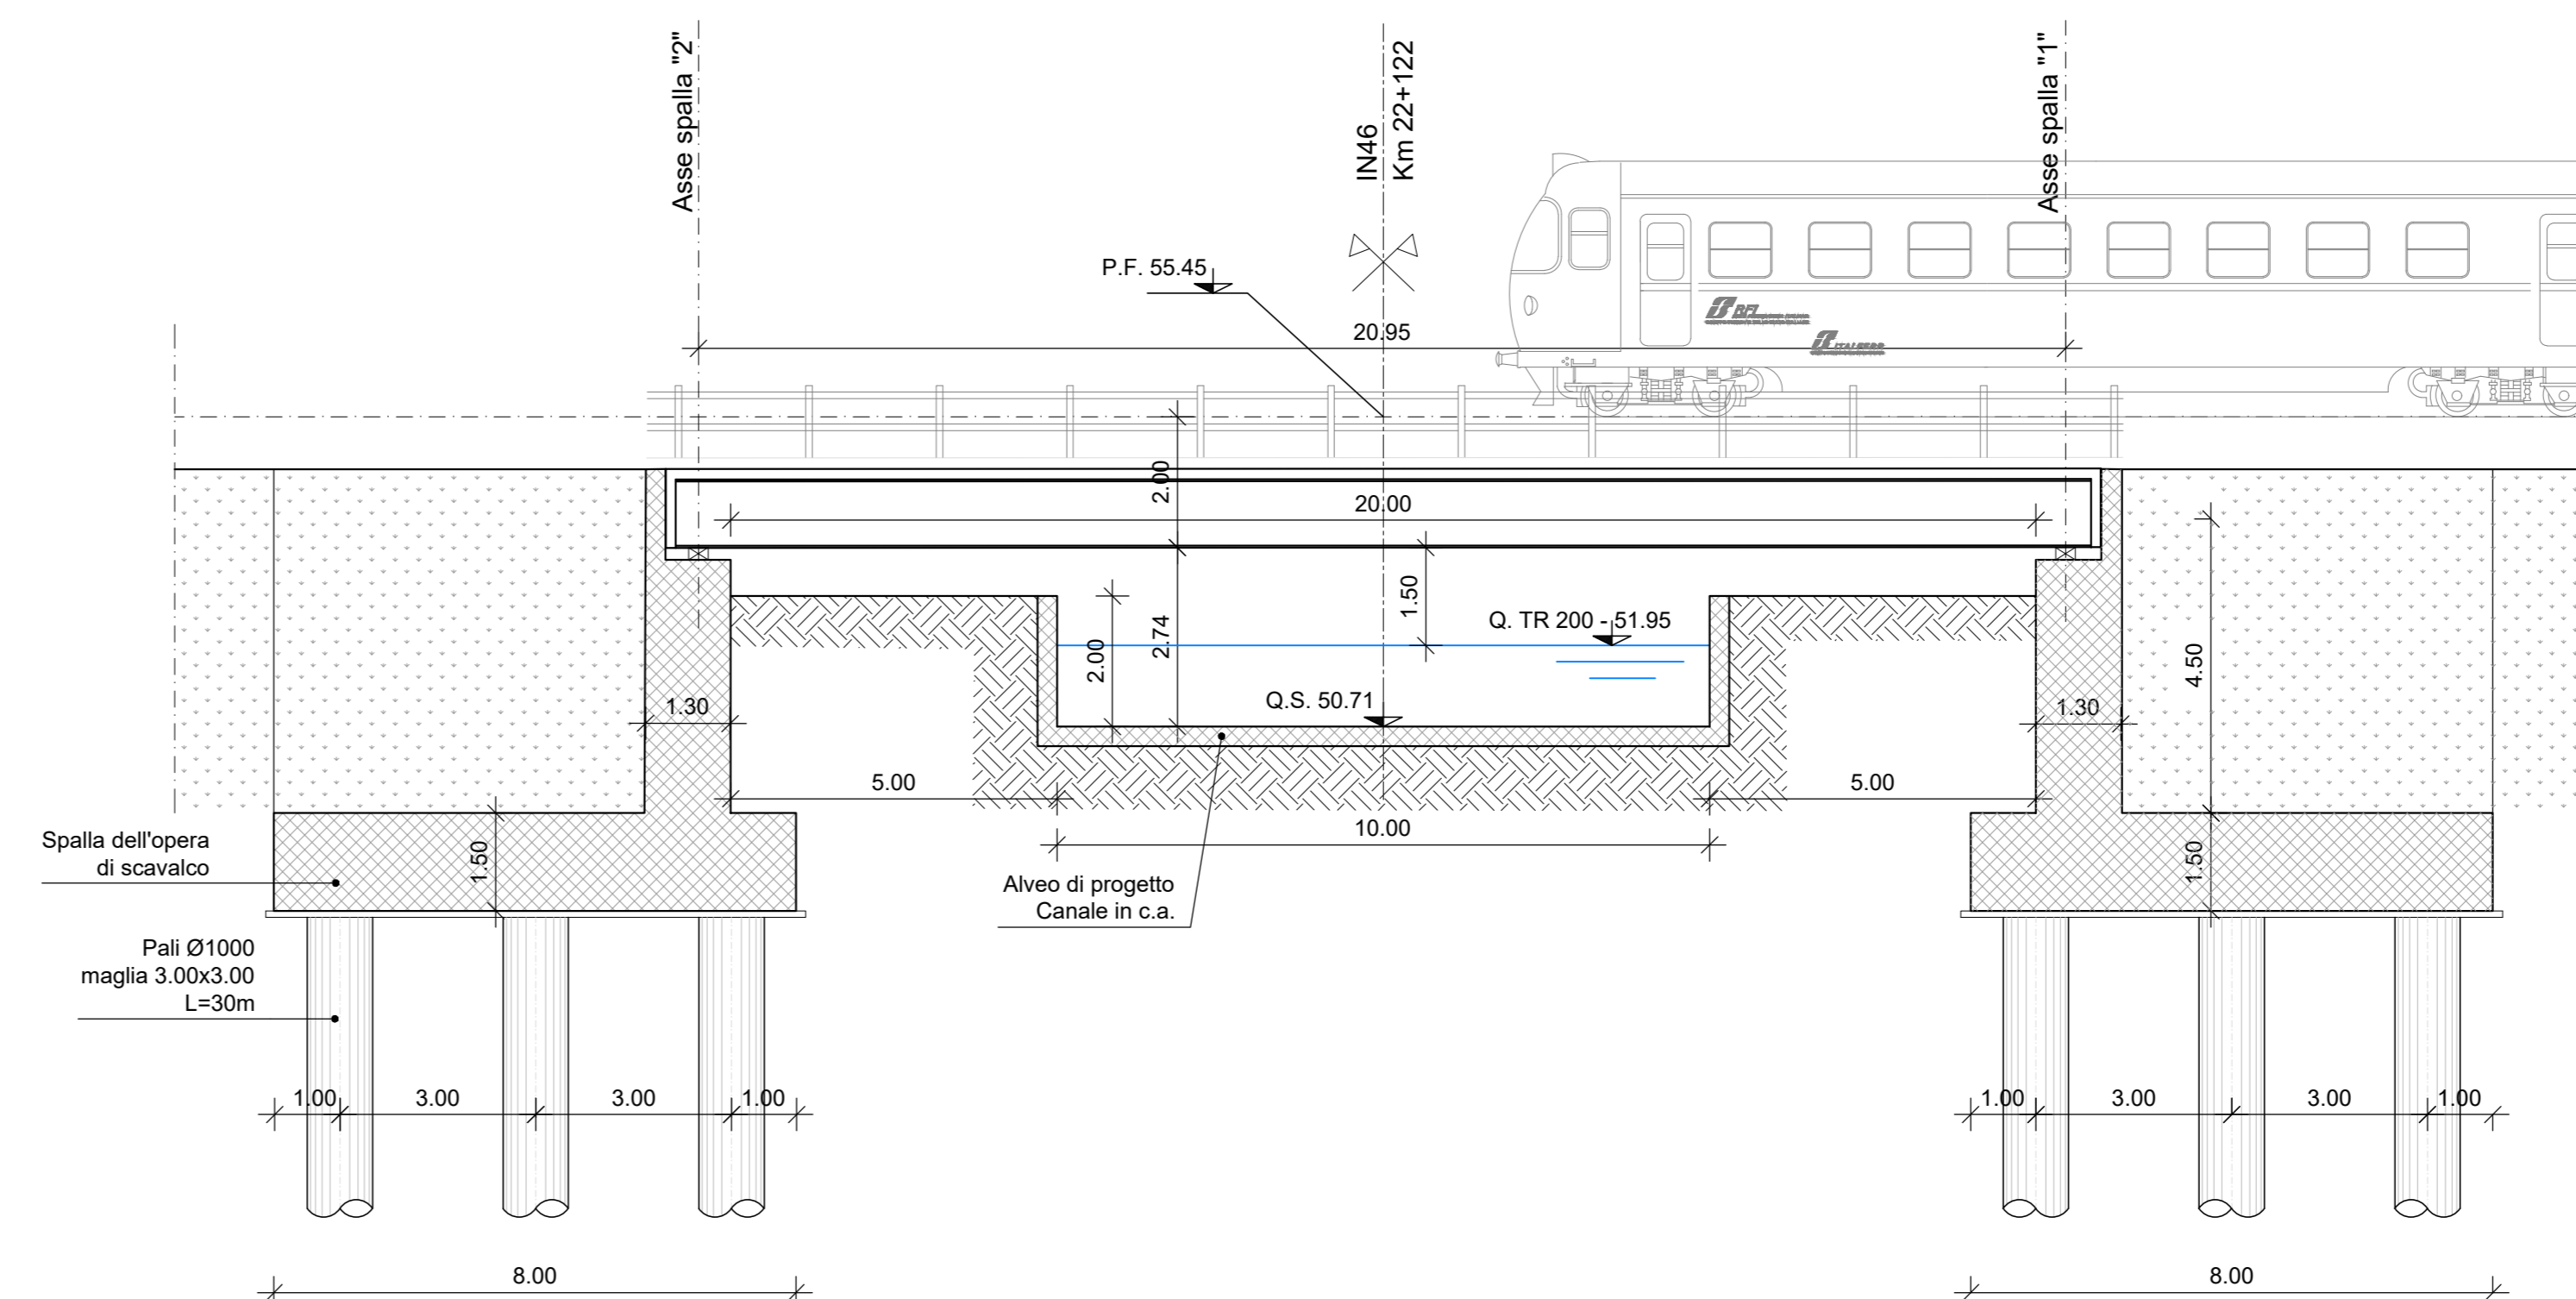 Asse spalla "2"
IN46
Km 22+122
Asse spalla "1"
P.F. 55.45
20.95
2.00
20.00
1.50
Q. TR 200 - 51.95
2.00
2.74
4.50
Q.S. 50.71
1.30
1.30
5.00
5.00
10.00
Spalla dell'opera
di scavalco
1.50
1.50
Alveo di progetto
Canale in c.a.
Pali Ø1000
maglia 3.00x3.00
L=30m
1.00 3.00 3.00 1.00
1.00 3.00 3.00 1.00
8.00
8.00